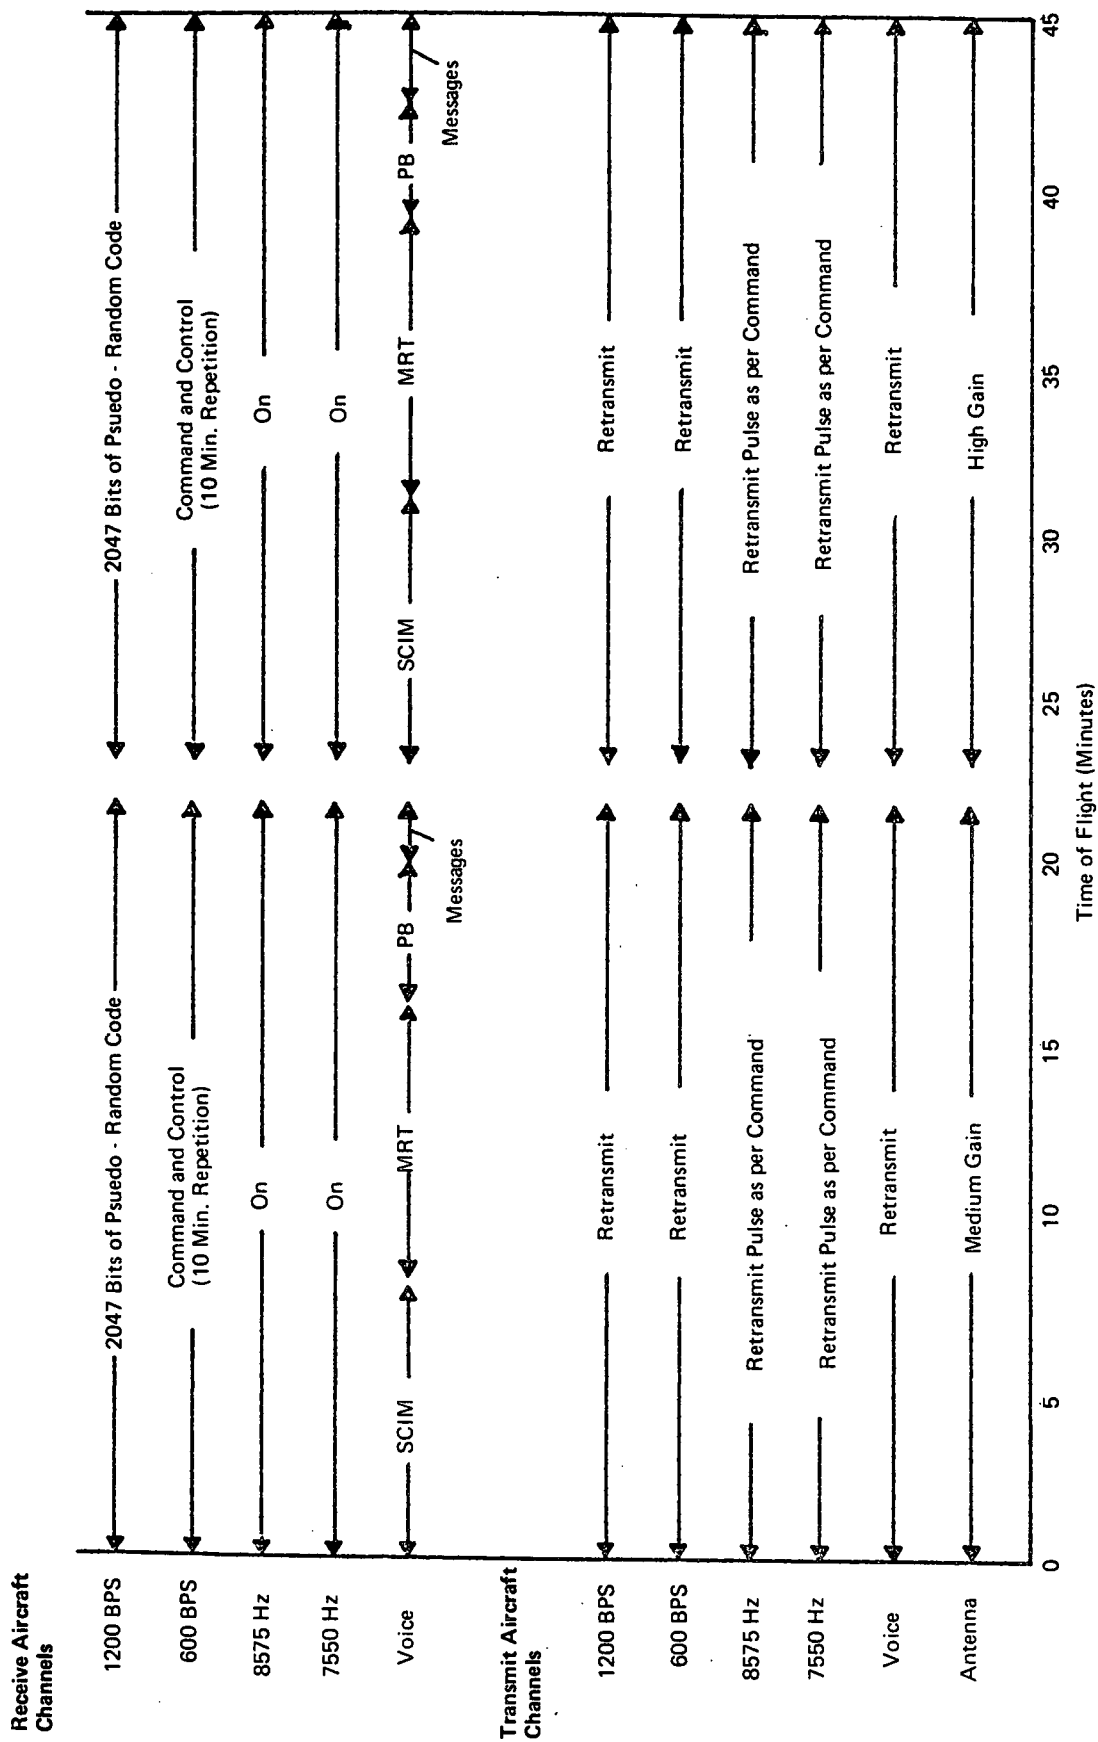 Receive Aircraft
Channels
1200 BPS
2047 Bits of Psuedo - Random Code
2047 Bits of Psuedo - Random Code
600 BPS
Command and Control
(10 Min. Repetition)
Command and Control
(10 Min. Repetition)
8575 Hz
On
On
7550 Hz
On
On
Voice
SCIM
MRT
PB
Messages
SCIM
MRT
PB
Messages
Transmit Aircraft
Channels
1200 BPS
Retransmit
Retransmit
600 BPS
Retransmit
Retransmit
8575 Hz
Retransmit Pulse as per Command
Retransmit Pulse as per Command
7550 Hz
Retransmit Pulse as per Command
Retransmit Pulse as per Command
Voice
Retransmit
Retransmit
Antenna
Medium Gain
High Gain
0 5 10 15 20 25 30 35 40 45
Time of Flight (Minutes)